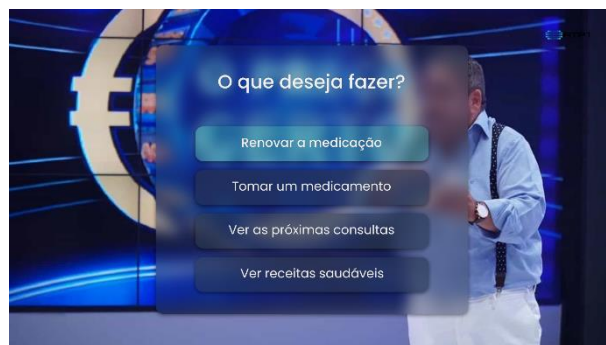 O que deseja fazer?
Renovar a medicação
Tomar um medicamento
Ver as próximas consultas
Ver receitas saudáveis